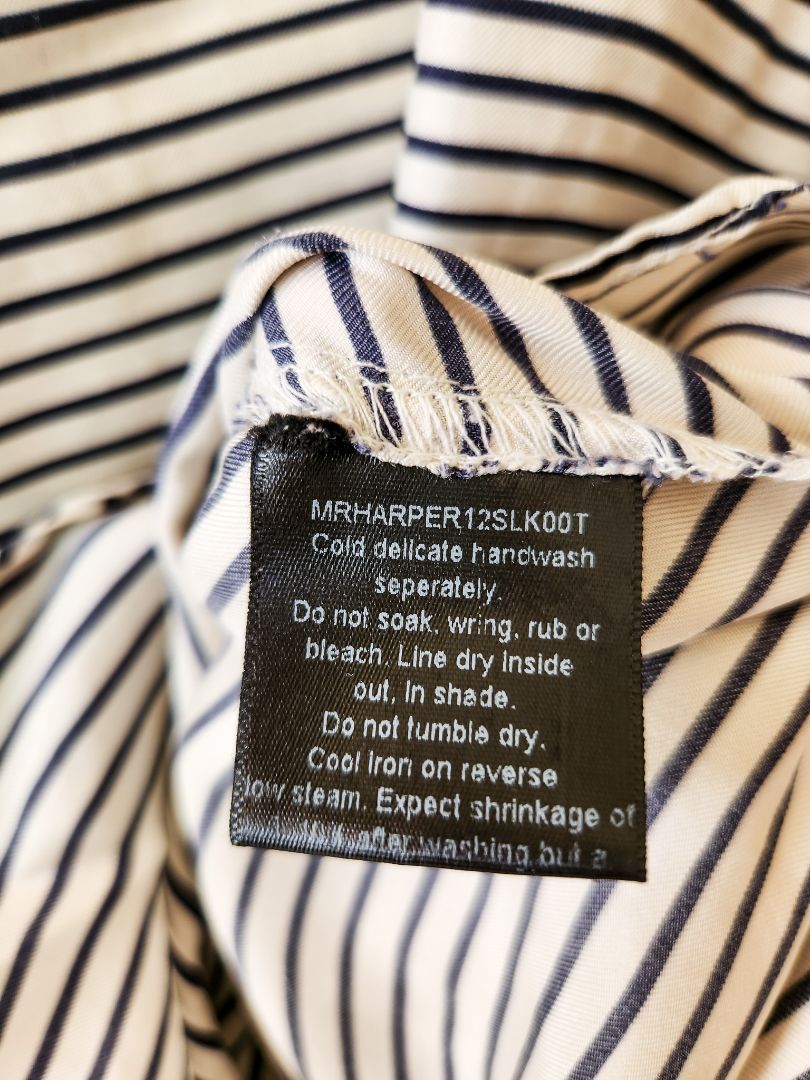 MRHARPER12SLK00T
Cold delicate handwash
seperately.
Do not soak, wring, rub or
bleach. Line dry inside
out. In shade.
Do not tumble dry.
Cool iron on reverse
low steam. Expect shrinkage of
after washing but a